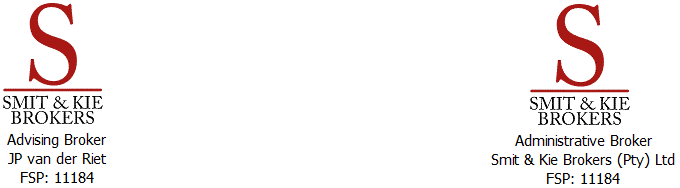 S
SMIT & KIE
BROKERS
Advising Broker
JP van der Riet
FSP: 11184
S
SMIT & KIE
BROKERS
Administrative Broker
Smit & Kie Brokers (Pty) Ltd
FSP: 11184